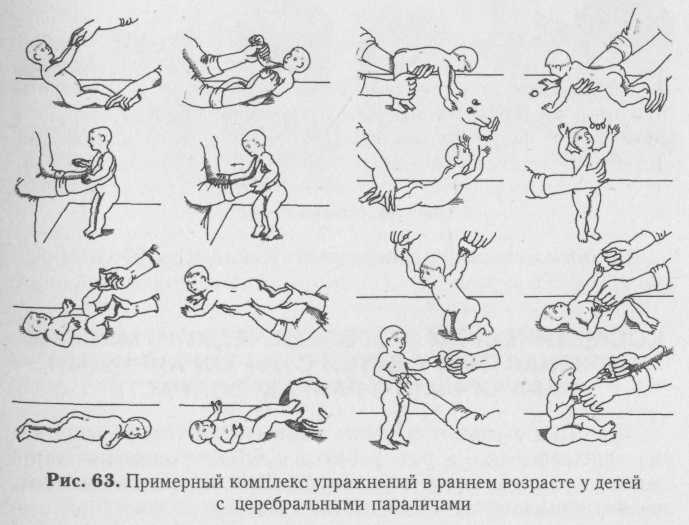 Рис. 63. Примерный комплекс упражнений в раннем возрасте у детей
с церебральными параличами